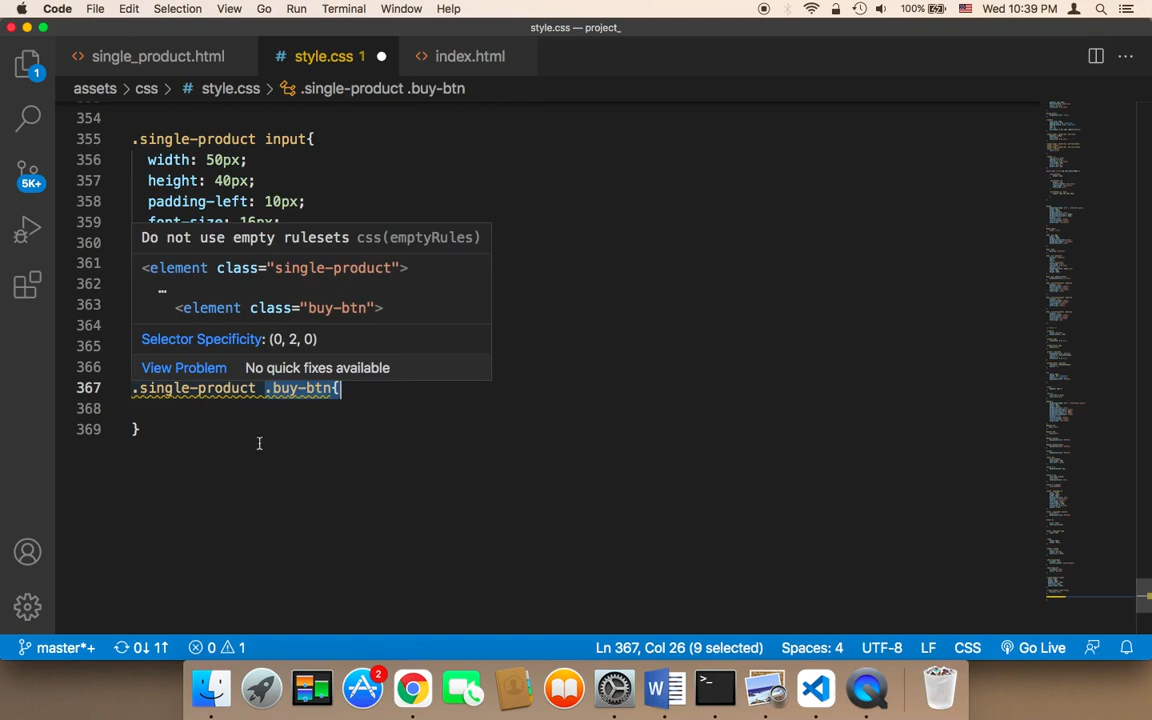 Code File Edit Selection View Go Run Terminal Window Help 100% Wed 10:39 PM
style.css — project_
<> single_product.html # style.css 1 <> index.html
assets > css > # style.css > .single-product .buy-btn
354
355 .single-product input{
356 width: 50px;
357 height: 40px;
358 padding-left: 10px;
359 font-size: 16px;
360
361
362
363
364
365
366
Do not use empty rulesets css(emptyRules)
<element class="single-product">
…
<element class="buy-btn">
Selector Specificity: (0, 2, 0)
View Problem No quick fixes available
367 .single-product .buy-btn{
368
369 }
1
5K+
master*+ 0↓ 1↑ 0 1 Ln 367, Col 26 (9 selected) Spaces: 4 UTF-8 LF CSS Go Live
2